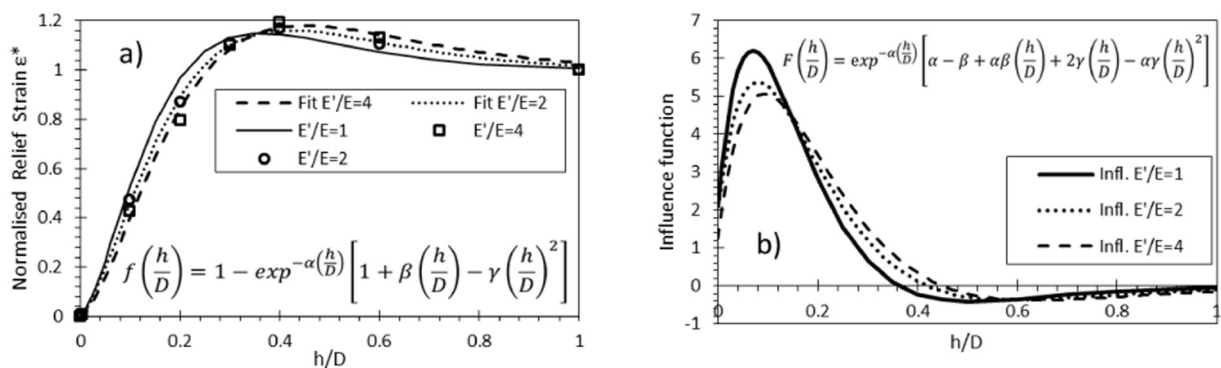 a)
Normalised Relief Strain ε*
1.2
1
0.8
0.6
0.4
0.2
0
Fit E'/E=4
Fit E'/E=2
E'/E=1
E'/E=4
E'/E=2
f(h/D) = 1 − exp^{−α(h/D)} [1 + β(h/D) − γ(h/D)^2]
0 0.2 0.4 0.6 0.8 1
h/D
b)
Influence function
7
6
5
4
3
2
1
0
-1
F(h/D) = exp^{−α(h/D)} [α − β + αβ(h/D) + 2γ(h/D) − αγ(h/D)^2]
Infl. E'/E=1
Infl. E'/E=2
Infl. E'/E=4
0 0.2 0.4 0.6 0.8 1
h/D